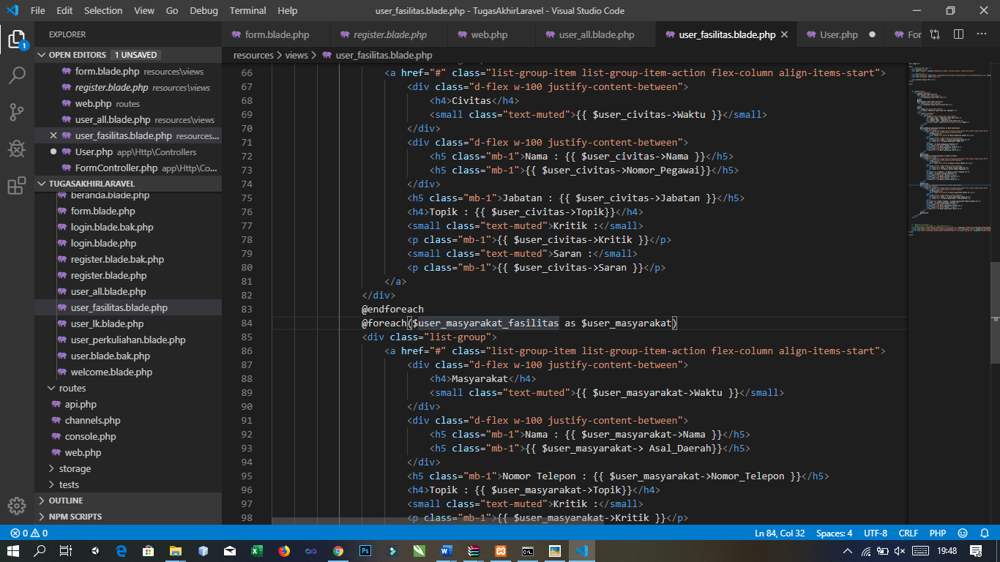 File Edit Selection View Go Debug Terminal Help user_fasilitas.blade.php - TugasAkhirLaravel - Visual Studio Code
EXPLORER
OPEN EDITORS 1 UNSAVED
form.blade.php resources\views
register.blade.php resources\views
web.php routes
user_all.blade.php resources\views
user_fasilitas.blade.php resources...
User.php app\Http\Controllers
FormController.php app\Http\Co...
TUGASAKHIRLARAVEL
beranda.blade.php
form.blade.php
login.blade.bak.php
login.blade.php
register.blade.bak.php
register.blade.php
user_all.blade.php
user_fasilitas.blade.php
user_lk.blade.php
user_perkuliahan.blade.php
user.blade.bak.php
welcome.blade.php
routes
api.php
channels.php
console.php
web.php
storage
tests
OUTLINE
NPM SCRIPTS
1
form.blade.php register.blade.php web.php user_all.blade.php user_fasilitas.blade.php User.php For
resources > views > user_fasilitas.blade.php
66 <a href="#" class="list-group-item list-group-item-action flex-column align-items-start">
67 <div class="d-flex w-100 justify-content-between">
68 <h4>Civitas</h4>
69 <small class="text-muted">{{ $user_civitas->Waktu }}</small>
70 </div>
71 <div class="d-flex w-100 justify-content-between">
72 <h5 class="mb-1">Nama : {{ $user_civitas->Nama }}</h5>
73 <h5 class="mb-1">{{ $user_civitas->Nomor_Pegawai}}</h5>
74 </div>
75 <h5 class="mb-1">Jabatan : {{ $user_civitas->Jabatan }}</h5>
76 <h4>Topik : {{ $user_civitas->Topik}}</h4>
77 <small class="text-muted">Kritik :</small>
78 <p class="mb-1">{{ $user_civitas->Kritik }}</p>
79 <small class="text-muted">Saran :</small>
80 <p class="mb-1">{{ $user_civitas->Saran }}</p>
81 </a>
82 </div>
83 @endforeach
84 @foreach($user_masyarakat_fasilitas as $user_masyarakat)
85 <div class="list-group">
86 <a href="#" class="list-group-item list-group-item-action flex-column align-items-start">
87 <div class="d-flex w-100 justify-content-between">
88 <h4>Masyarakat</h4>
89 <small class="text-muted">{{ $user_masyarakat->Waktu }}</small>
90 </div>
91 <div class="d-flex w-100 justify-content-between">
92 <h5 class="mb-1">Nama : {{ $user_masyarakat->Nama }}</h5>
93 <h5 class="mb-1">{{ $user_masyarakat-> Asal_Daerah}}</h5>
94 </div>
95 <h5 class="mb-1">Nomor Telepon : {{ $user_masyarakat->Nomor_Telepon }}</h5>
96 <h4>Topik : {{ $user_masyarakat->Topik}}</h4>
97 <small class="text-muted">Kritik :</small>
98 <p class="mb-1">{{ $user_masyarakat->Kritik }}</p>
0 0 Ln 84, Col 32 Spaces: 4 UTF-8 CRLF PHP
19:48